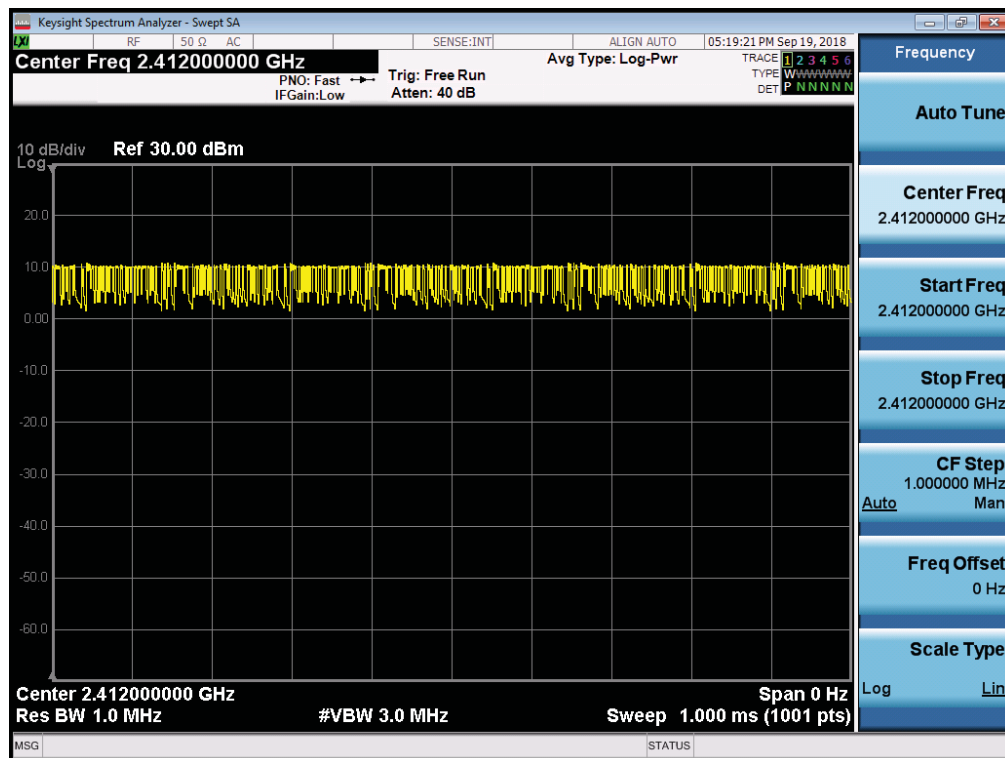 Keysight Spectrum Analyzer - Swept SA
LXI
RF 50 Ω AC SENSE:INT ALIGN AUTO 05:19:21 PM Sep 19, 2018
Center Freq 2.412000000 GHz
PNO: Fast
IFGain:Low
Trig: Free Run
Atten: 40 dB
Avg Type: Log-Pwr
TRACE 1 2 3 4 5 6
TYPE WWWWWW
DET P N N N N N
10 dB/div Ref 30.00 dBm
Log
20.0
10.0
0.00
-10.0
-20.0
-30.0
-40.0
-50.0
-60.0
Center 2.412000000 GHz Span 0 Hz
Res BW 1.0 MHz #VBW 3.0 MHz Sweep 1.000 ms (1001 pts)
MSG STATUS
Frequency
Auto Tune
Center Freq
2.412000000 GHz
Start Freq
2.412000000 GHz
Stop Freq
2.412000000 GHz
CF Step
1.000000 MHz
Auto Man
Freq Offset
0 Hz
Scale Type
Log Lin